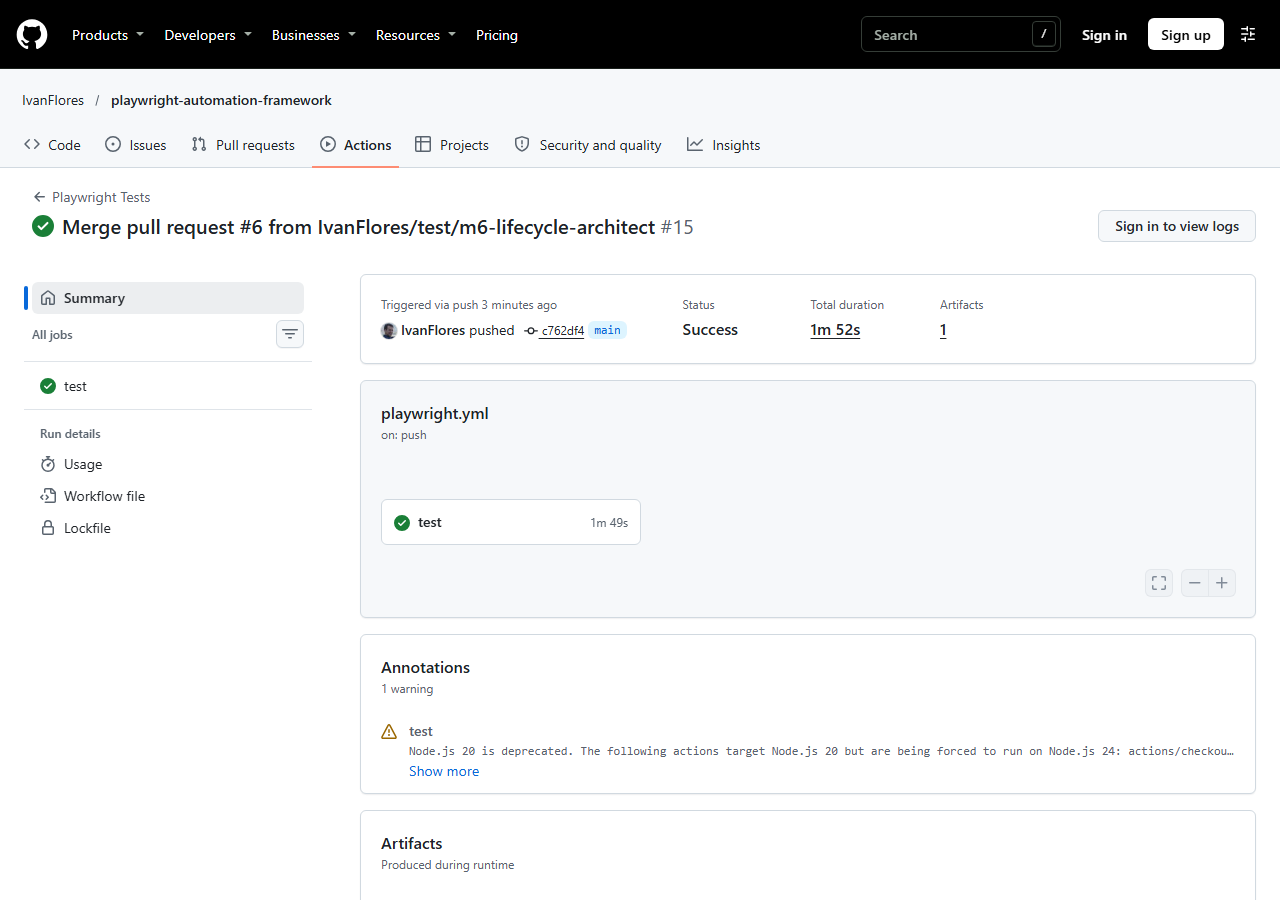 Products Developers Businesses Resources Pricing Search / Sign in Sign up
IvanFlores / playwright-automation-framework
Code Issues Pull requests Actions Projects Security and quality Insights
Playwright Tests
Merge pull request #6 from IvanFlores/test/m6-lifecycle-architect #15
Sign in to view logs
Summary
All jobs
test
Run details
Usage
Workflow file
Lockfile
Triggered via push 3 minutes ago
IvanFlores pushed c762df4 main
Status
Success
Total duration
1m 52s
Artifacts
1
playwright.yml
on: push
test 1m 49s
Annotations
1 warning
test
Node.js 20 is deprecated. The following actions target Node.js 20 but are being forced to run on Node.js 24: actions/checkou…
Show more
Artifacts
Produced during runtime